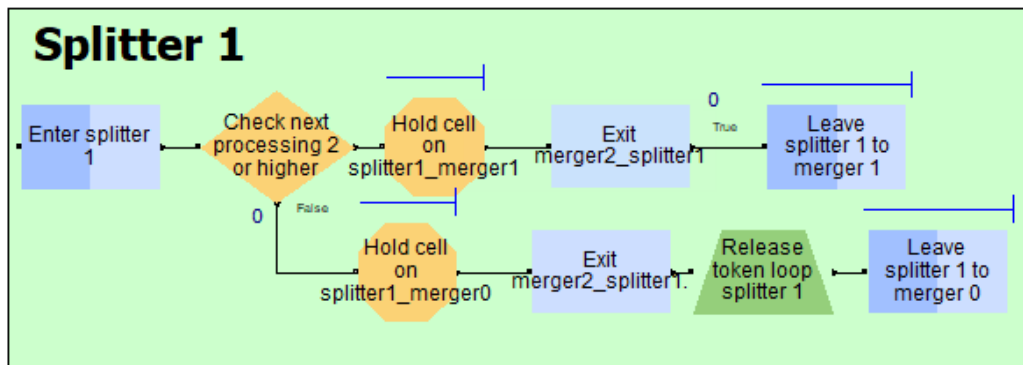 Splitter 1
Enter splitter
1
Check next
processing 2
or higher
Hold cell
on
splitter1_merger1
Exit
merger2_splitter1
0
True
Leave
splitter 1 to
merger 1
0
False
Hold cell
on
splitter1_merger0
Exit
merger2_splitter1.
Release
token loop
splitter 1
Leave
splitter 1 to
merger 0